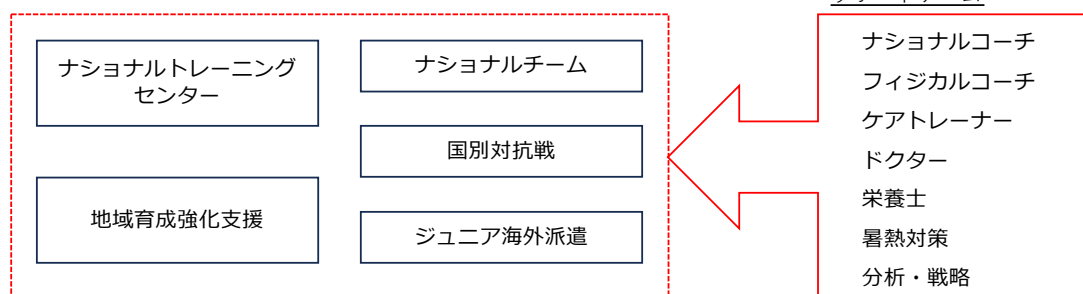 ナショナルトレーニング
センター
地域育成強化支援
ナショナルチーム
国別対抗戦
ジュニア海外派遣
ナショナルコーチ
フィジカルコーチ
ケアトレーナー
ドクター
栄養士
暑熱対策
分析・戦略